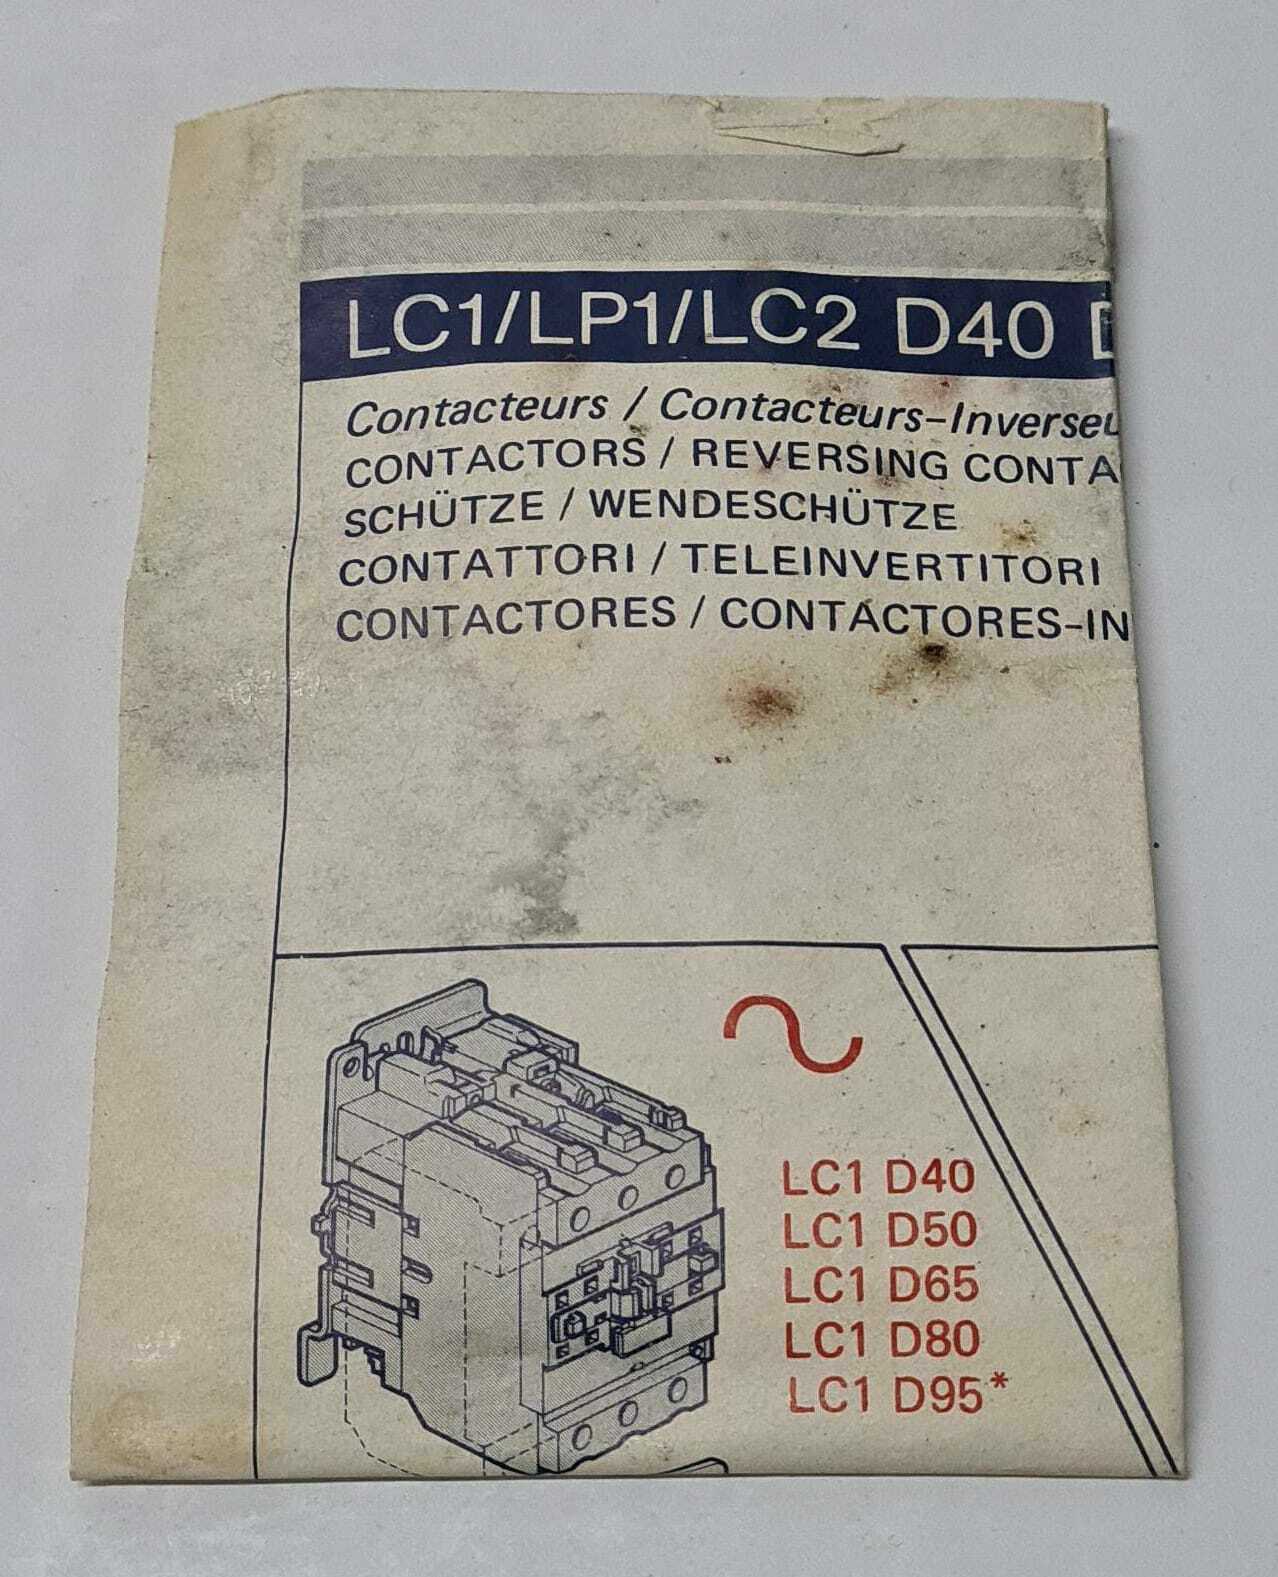 LC1/LP1/LC2 D40
Contacteurs / Contacteurs-Inverseu
CONTACTORS / REVERSING CONTA
SCHÜTZE / WENDESCHÜTZE
CONTATTORI / TELEINVERTITORI
CONTACTORES / CONTACTORES-IN
LC1 D40
LC1 D50
LC1 D65
LC1 D80
LC1 D95*